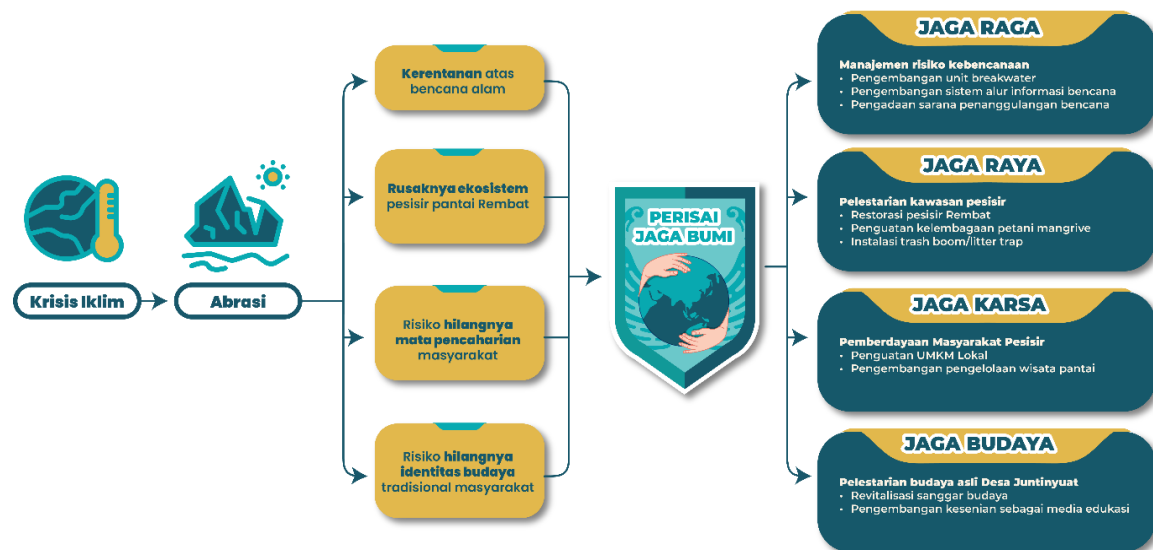 Krisis Iklim
Abrasi
Kerentanan atas
bencana alam
Rusaknya ekosistem
pesisir pantai Rembat
Risiko hilangnya
mata pencaharian
masyarakat
Risiko hilangnya
identitas budaya
tradisional masyarakat
PERISAI
JAGA BUMI
JAGA RAGA
Manajemen risiko kebencanaan
• Pengembangan unit breakwater
• Pengembangan sistem alur informasi bencana
• Pengadaan sarana penanggulangan bencana
JAGA RAYA
Pelestarian kawasan pesisir
• Restorasi pesisir Rembat
• Penguatan kelembagaan petani mangrive
• Instalasi trash boom/litter trap
JAGA KARSA
Pemberdayaan Masyarakat Pesisir
• Penguatan UMKM Lokal
• Pengembangan pengelolaan wisata pantai
JAGA BUDAYA
Pelestarian budaya asli Desa Juntinyuat
• Revitalisasi sanggar budaya
• Pengembangan kesenian sebagai media edukasi